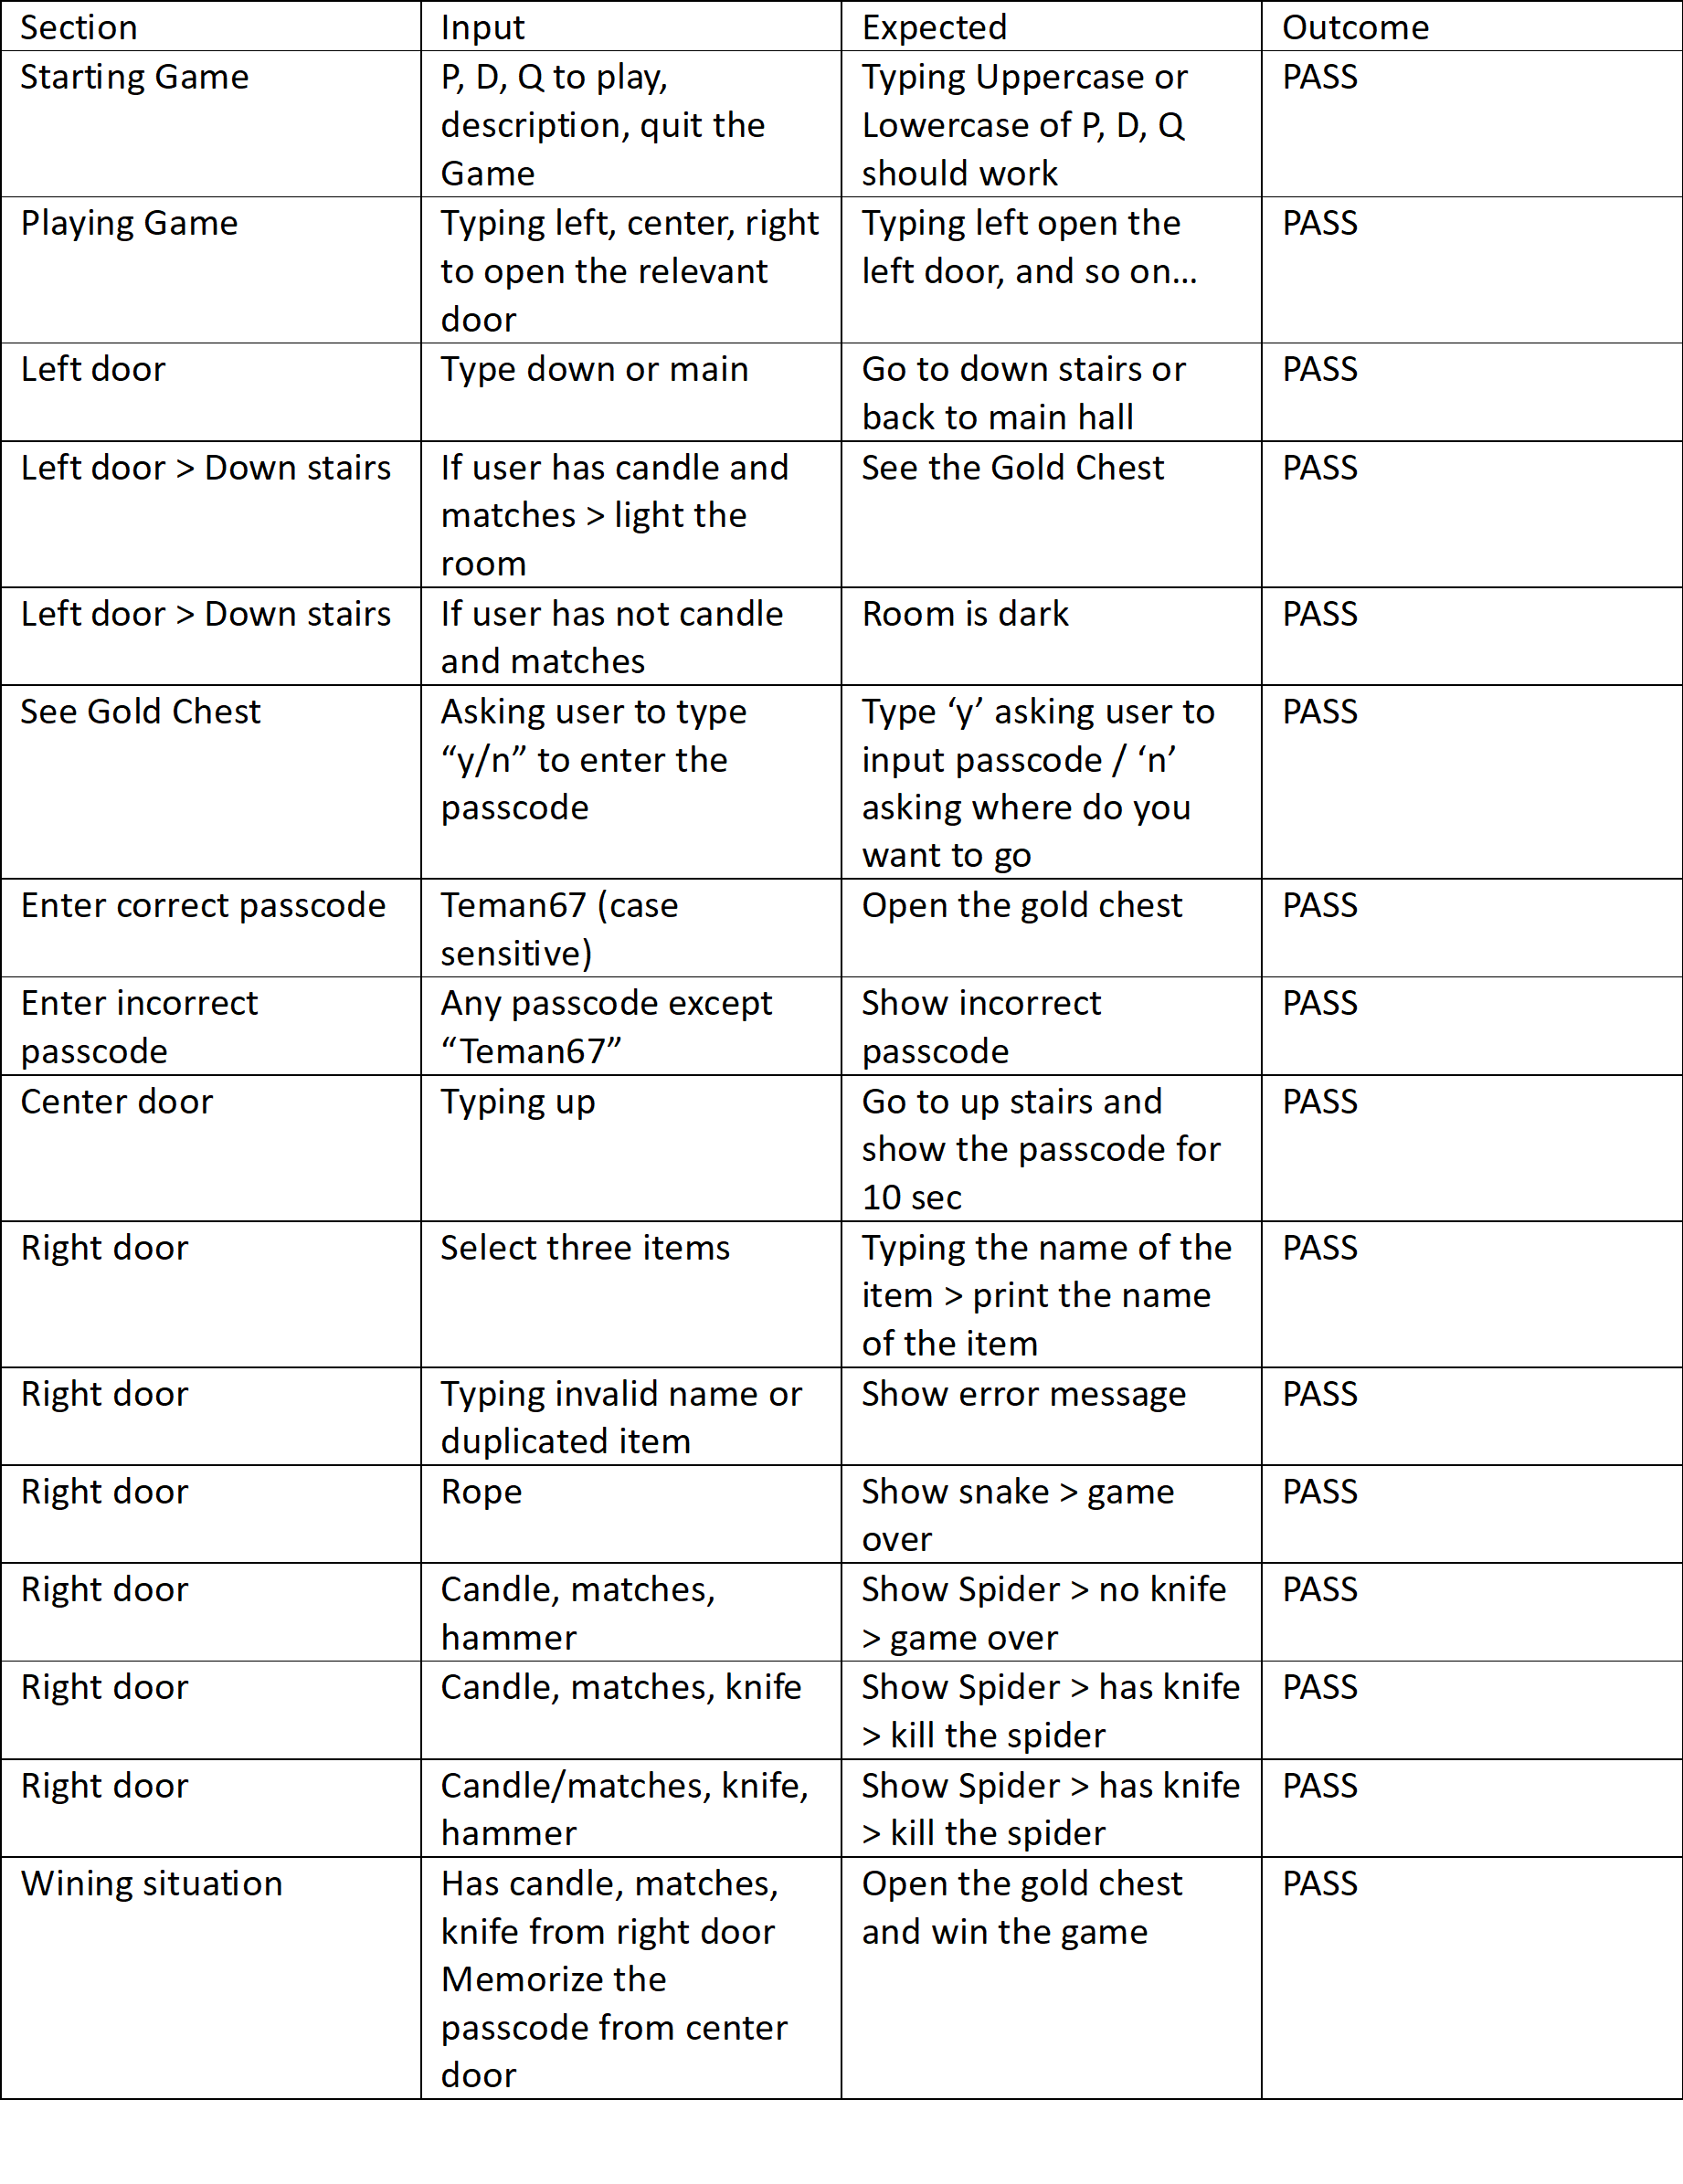 Section Input Expected Outcome
Starting Game P, D, Q to play, Typing Uppercase or PASS
description, quit the Lowercase of P, D, Q
Game should work
Playing Game Typing left, center, right Typing left open the PASS
to open the relevant left door, and so on...
door
Left door Type down or main Go to down stairs or PASS
back to main hall
Left door > Down stairs If user has candle and See the Gold Chest PASS
matches > light the
room
Left door > Down stairs If user has not candle Room is dark PASS
and matches
See Gold Chest Asking user to type Type ‘y’ asking user to PASS
“y/n” to enter the input passcode / ‘n’
passcode asking where do you
want to go
Enter correct passcode Teman67 (case Open the gold chest PASS
sensitive)
Enter incorrect Any passcode except Show incorrect PASS
passcode “Teman67” passcode
Center door Typing up Go to up stairs and PASS
show the passcode for
10 sec
Right door Select three items Typing the name of the PASS
item > print the name
of the item
Right door Typing invalid name or Show error message PASS
duplicated item
Right door Rope Show snake > game PASS
over
Right door Candle, matches, Show Spider > no knife PASS
hammer > game over
Right door Candle, matches, knife Show Spider > has knife PASS
> kill the spider
Right door Candle/matches, knife, Show Spider > has knife PASS
hammer > kill the spider
Wining situation Has candle, matches, Open the gold chest PASS
knife from right door and win the game
Memorize the
passcode from center
door